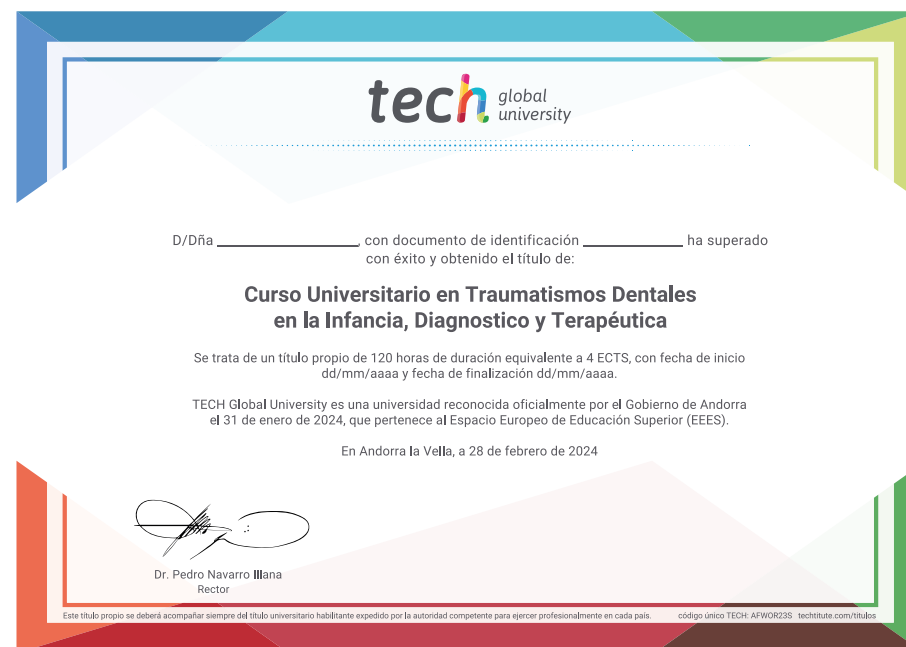 tech global university
D/Dña ____________________, con documento de identificación ______________ ha superado
con éxito y obtenido el título de:
Curso Universitario en Traumatismos Dentales
en la Infancia, Diagnostico y Terapéutica
Se trata de un título propio de 120 horas de duración equivalente a 4 ECTS, con fecha de inicio
dd/mm/aaaa y fecha de finalización dd/mm/aaaa.
TECH Global University es una universidad reconocida oficialmente por el Gobierno de Andorra
el 31 de enero de 2024, que pertenece al Espacio Europeo de Educación Superior (EEES).
En Andorra la Vella, a 28 de febrero de 2024
Dr. Pedro Navarro Illana
Rector
Este título propio se deberá acompañar siempre del título universitario habilitante expedido por la autoridad competente para ejercer profesionalmente en cada país. código único TECH: AFWOR23S techtitute.com/titulos